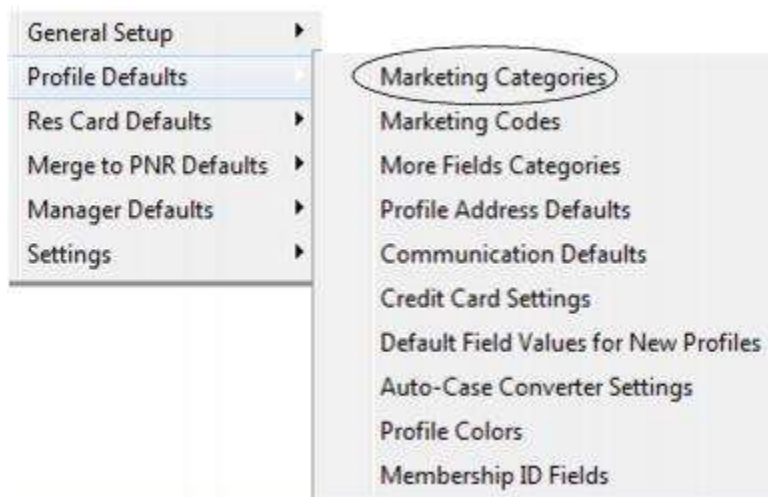 General Setup
Profile Defaults
Res Card Defaults
Merge to PNR Defaults
Manager Defaults
Settings
Marketing Categories
Marketing Codes
More Fields Categories
Profile Address Defaults
Communication Defaults
Credit Card Settings
Default Field Values for New Profiles
Auto-Case Converter Settings
Profile Colors
Membership ID Fields